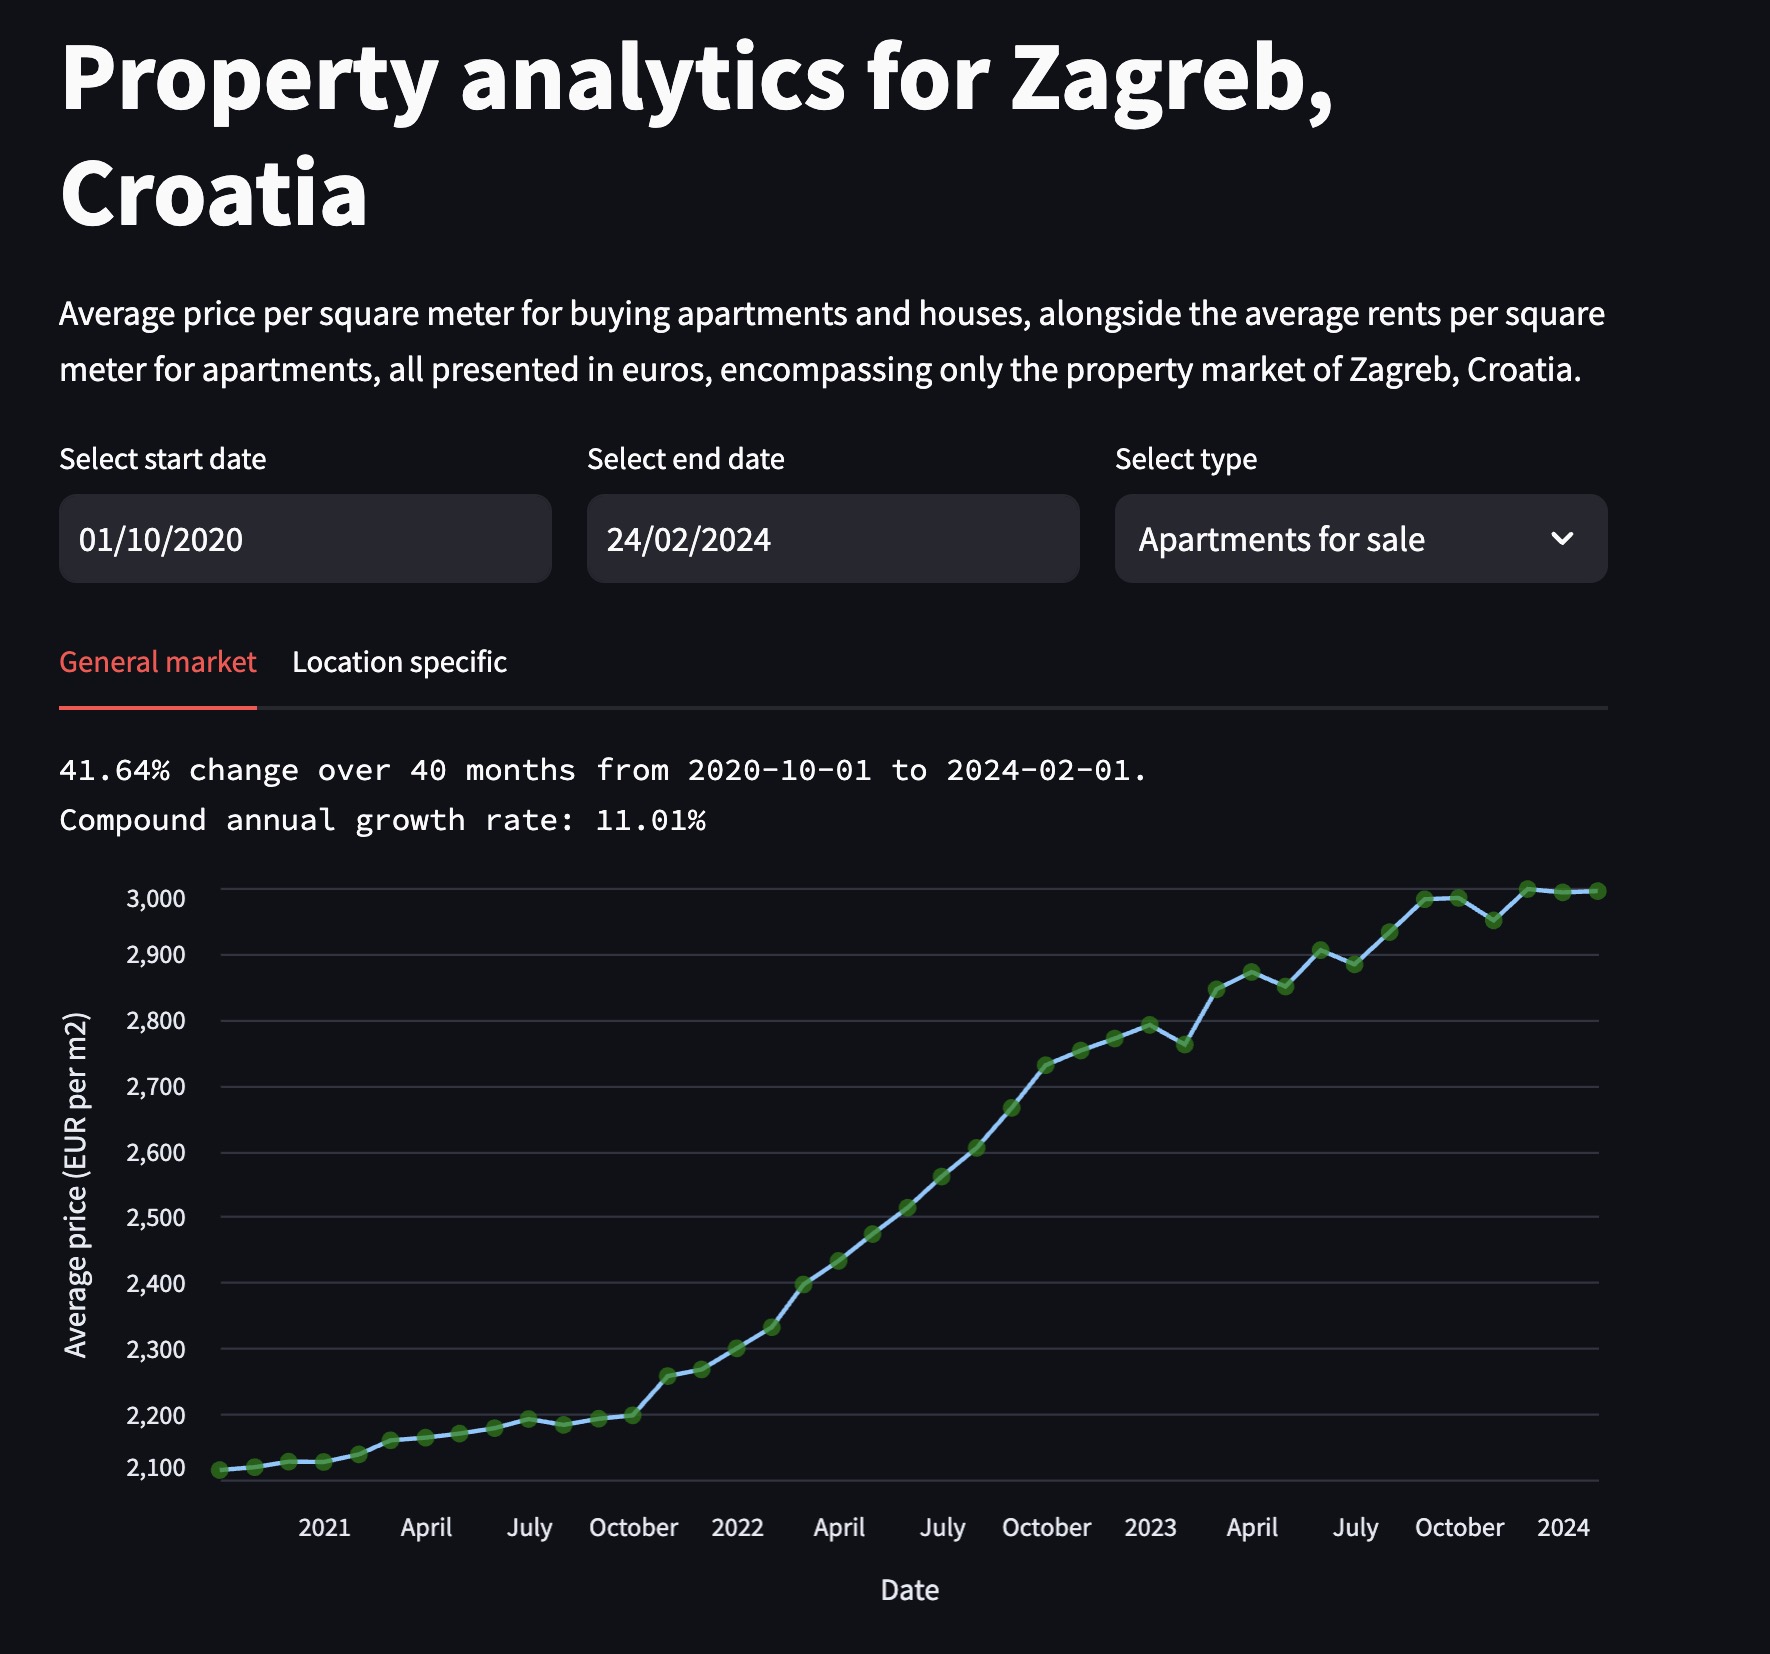 Property analytics for Zagreb,
Croatia
Average price per square meter for buying apartments and houses, alongside the average rents per square
meter for apartments, all presented in euros, encompassing only the property market of Zagreb, Croatia.
Select start date
Select end date
Select type
01/10/2020
24/02/2024
Apartments for sale
General market
Location specific
41.64% change over 40 months from 2020-10-01 to 2024-02-01.
Compound annual growth rate: 11.01%
Average price (EUR per m2)
3,000
2,900
2,800
2,700
2,600
2,500
2,400
2,300
2,200
2,100
2021 April July October 2022 April July October 2023 April July October 2024
Date